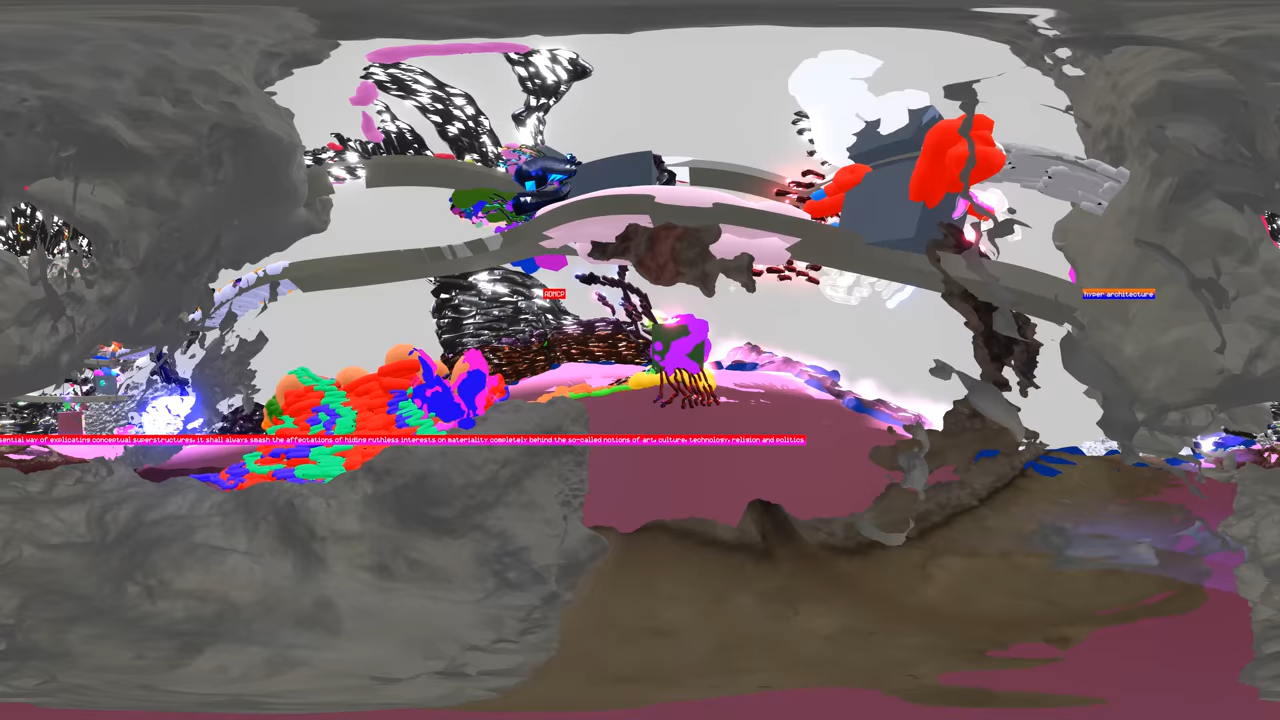 ADMCP
hyper architecture
sential way of explicating conceptual superstructures, it shall always smash the affectations of hiding ruthless interests on materiality completely behind the so-called notions of art, culture, technology, religion and politics